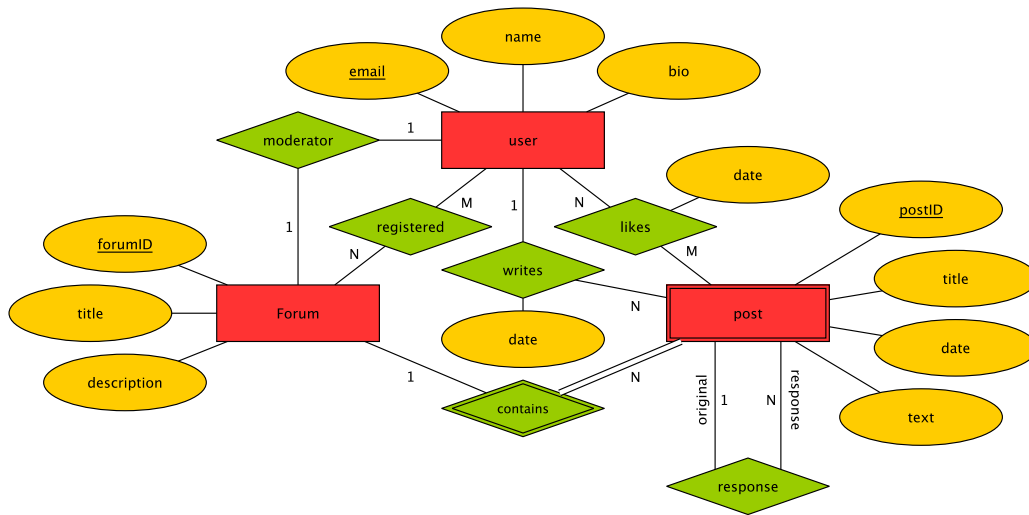 name
email
bio
1
moderator
user
date
M
N
1
postID
registered
likes
1
forumID
N
M
writes
title
N
title
Forum
post
date
date
description
1
N
original
1
N
response
contains
text
response